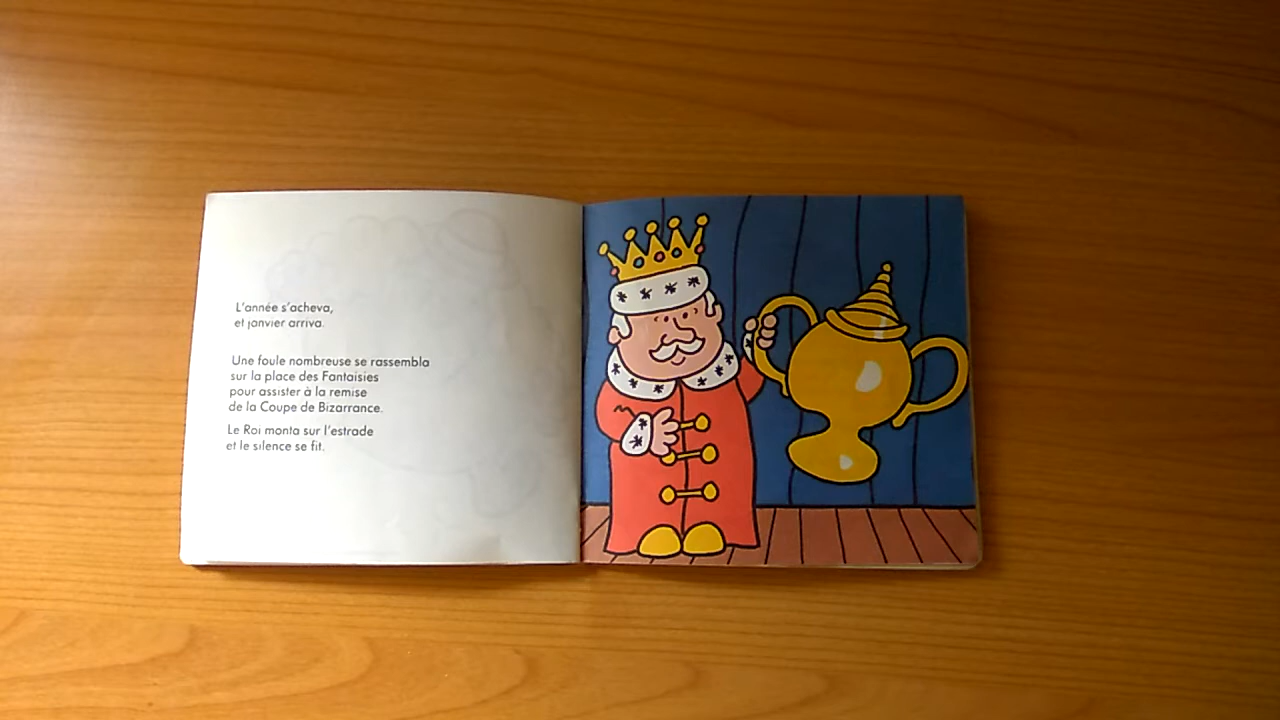 L'année s'acheva,
et janvier arriva.
Une foule nombreuse se rassembla
sur la place des Fantaisies
pour assister à la remise
de la Coupe de Bizarrance.
Le Roi monta sur l'estrade
et le silence se fit.